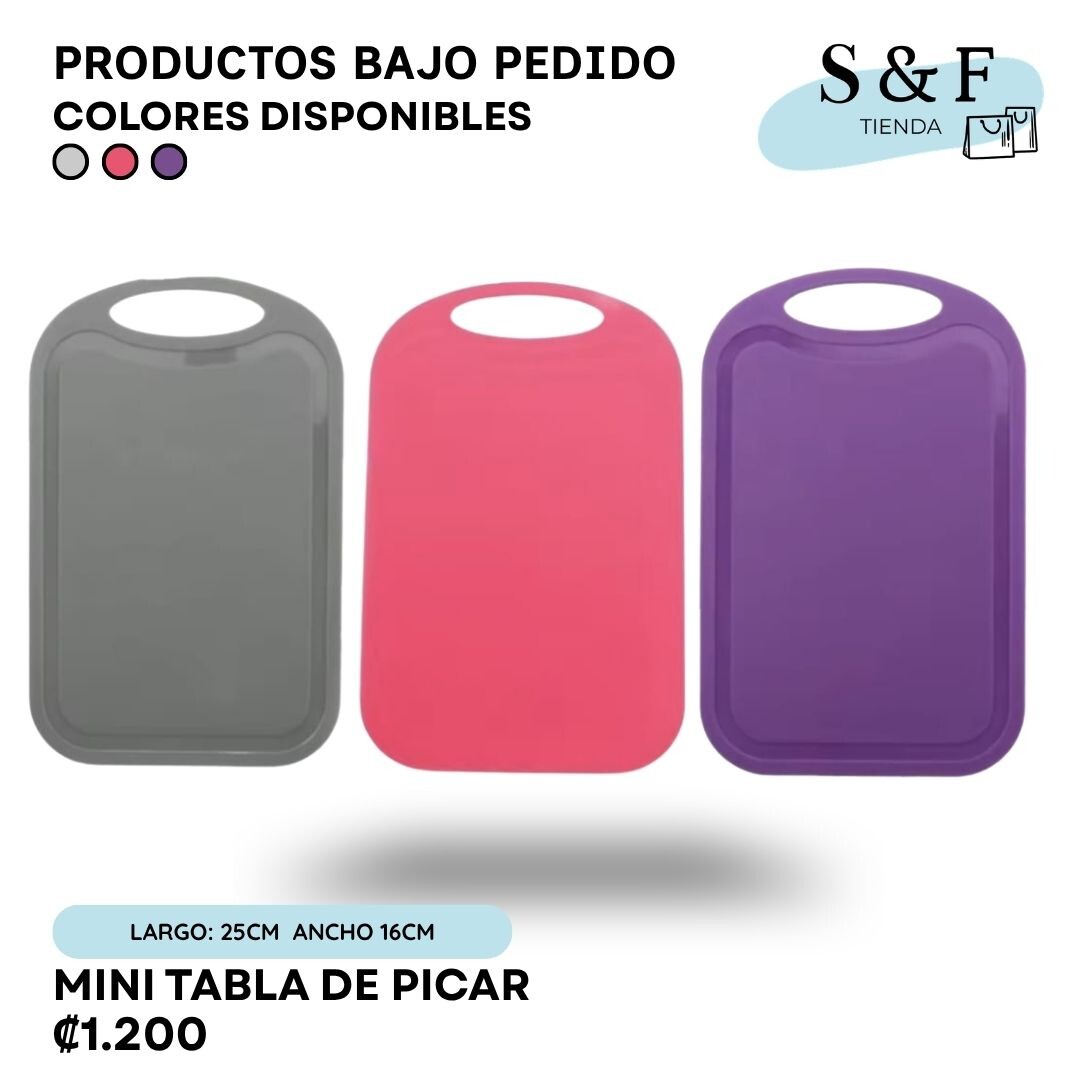 PRODUCTOS BAJO PEDIDO
COLORES DISPONIBLES
S & F
TIENDA
LARGO: 25CM ANCHO 16CM
MINI TABLA DE PICAR
₡1.200